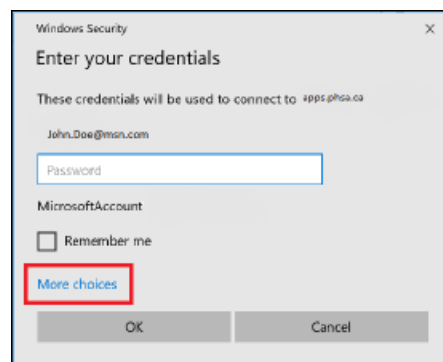 Windows Security
Enter your credentials
These credentials will be used to connect to apps.phsa.ca
John.Doe@msn.com
Password
MicrosoftAccount
Remember me
More choices
OK Cancel